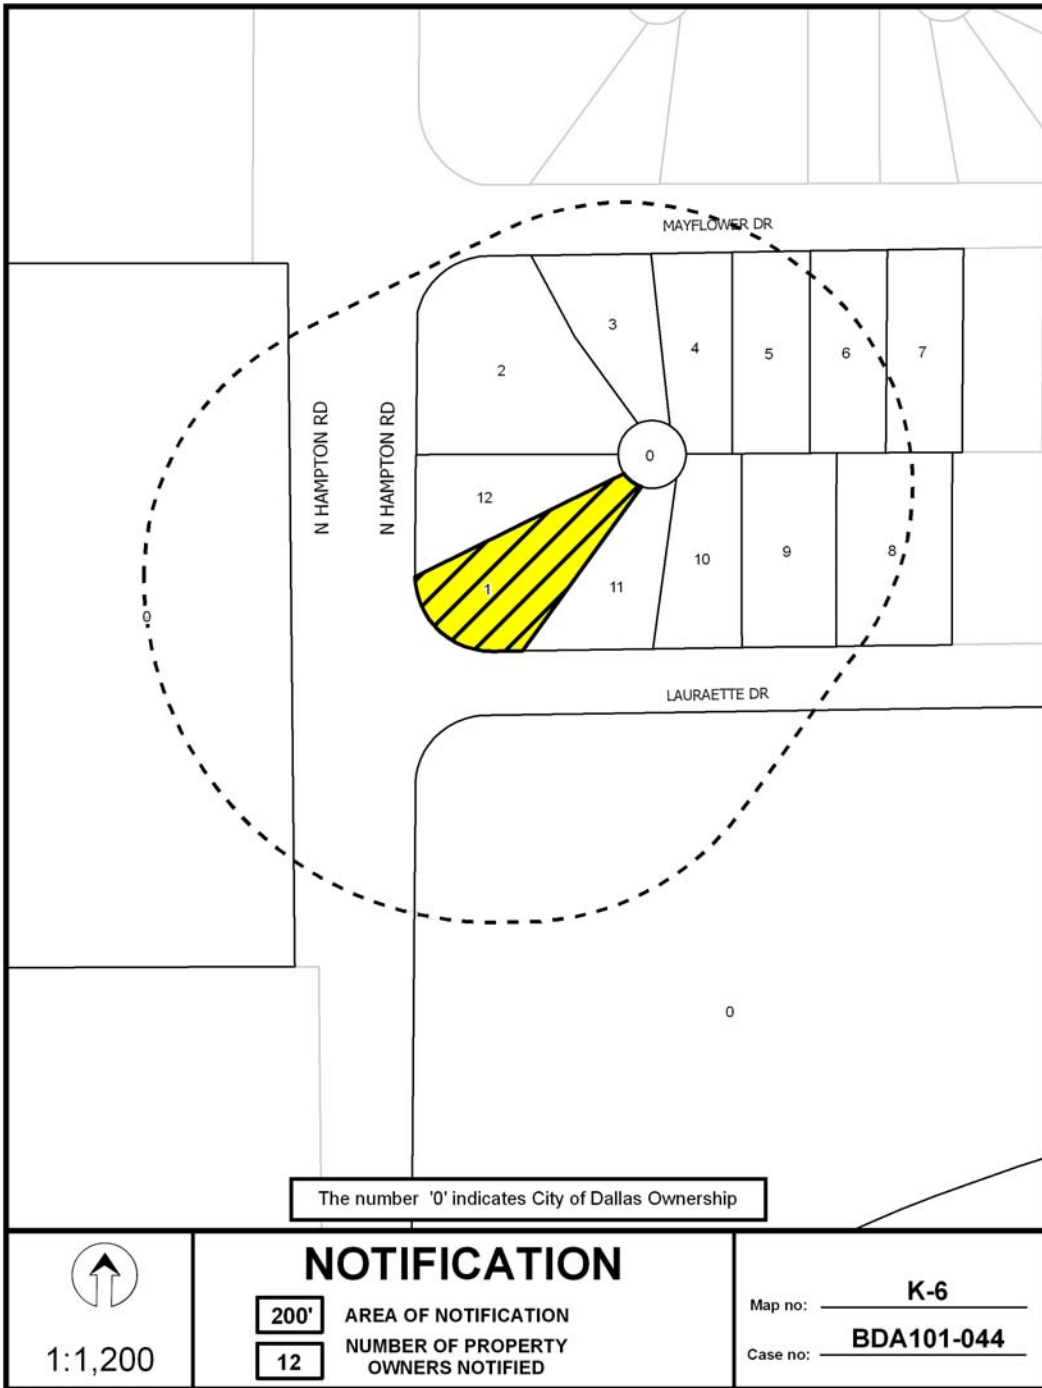 MAYFLOWER DR
3
4
5
6
7
2
N HAMPTON RD
N HAMPTON RD
0
12
10
9
8
1
11
0
LAURAETTE DR
0
The number '0' indicates City of Dallas Ownership
1:1,200
NOTIFICATION
200' AREA OF NOTIFICATION
12 NUMBER OF PROPERTY
OWNERS NOTIFIED
Map no: K-6
Case no: BDA101-044